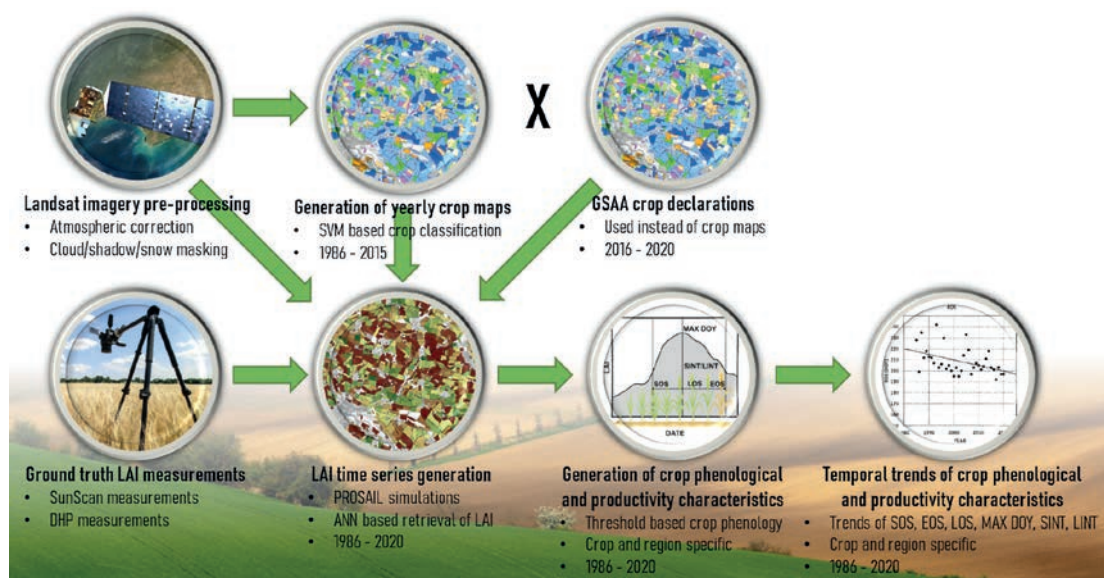 X
Landsat imagery pre-processing
• Atmospheric correction
• Cloud/shadow/snow masking
Generation of yearly crop maps
• SVM based crop classification
• 1986 - 2015
GSAA crop declarations
• Used instead of crop maps
• 2016 - 2020
LAI
MAX DOY
SINT/LINT
SOS
LOS
EOS
DATE
YEAR
Ground truth LAI measurements
• SunScan measurements
• DHP measurements
LAI time series generation
• PROSAIL simulations
• ANN based retrieval of LAI
• 1986 - 2020
Generation of crop phenological
and productivity characteristics
• Threshold based crop phenology
• Crop and region specific
• 1986 - 2020
Temporal trends of crop phenological
and productivity characteristics
• Trends of SOS, EOS, LOS, MAX DOY, SINT, LINT
• Crop and region specific
• 1986 - 2020